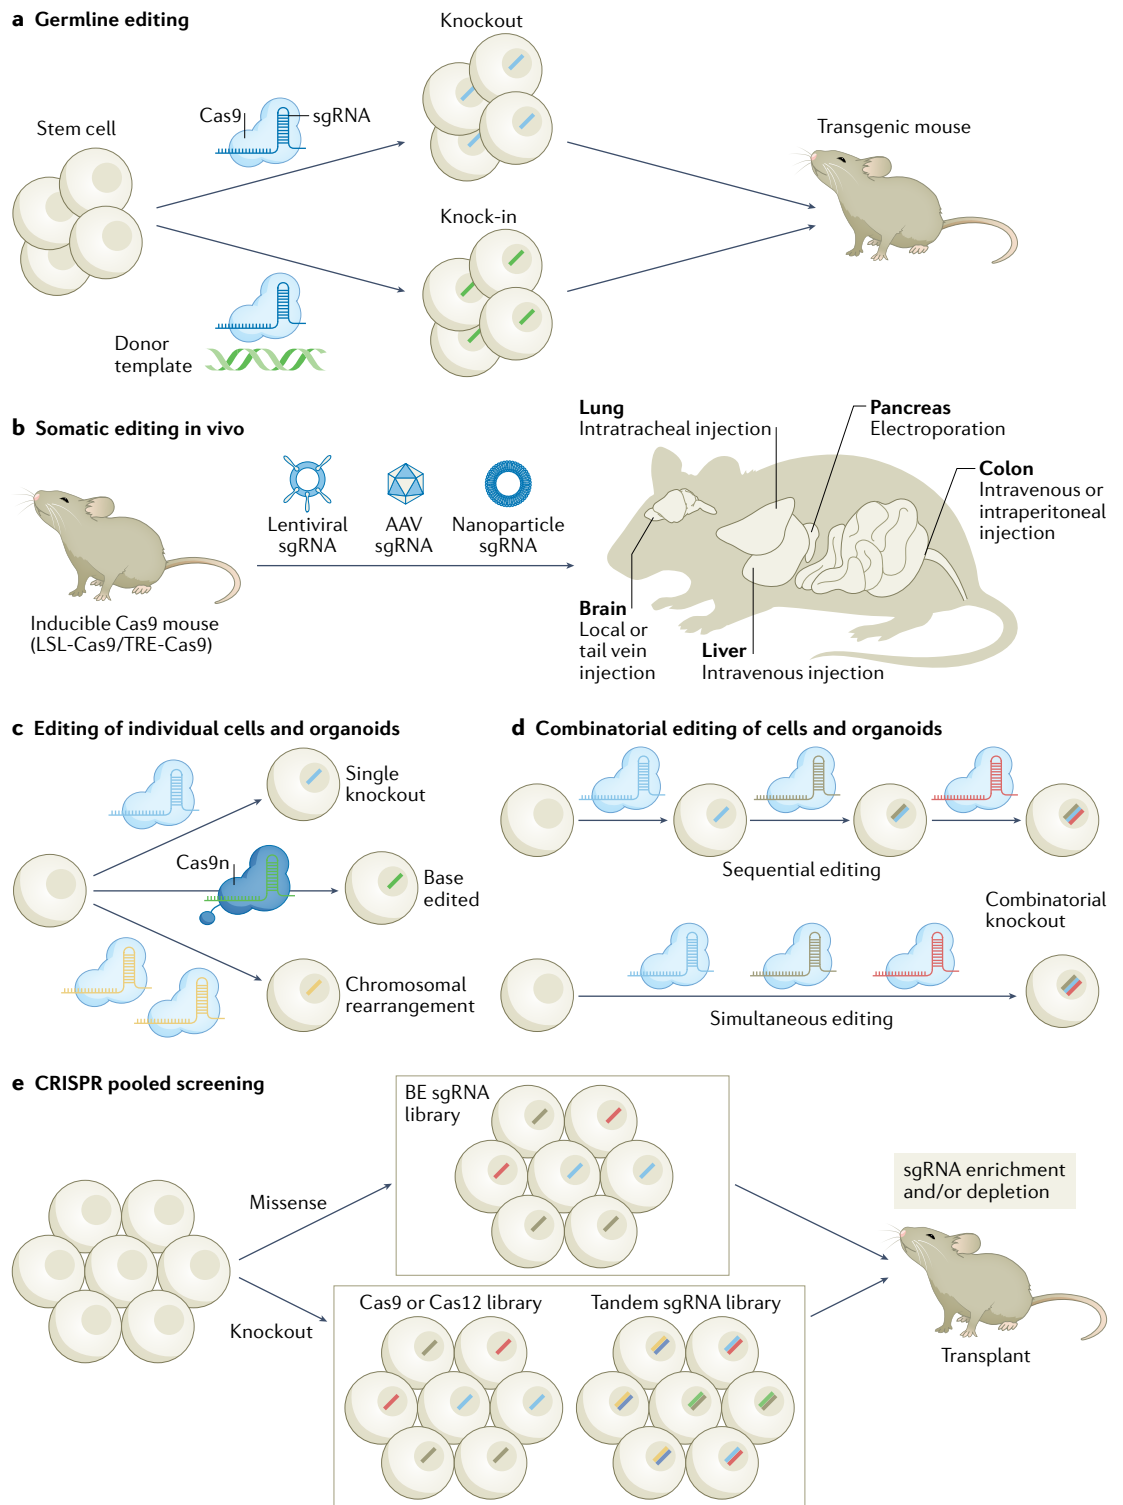 a Germline editing
Stem cell
Cas9
sgRNA
Knockout
Knock-in
Donor
template
Transgenic mouse
b Somatic editing in vivo
Inducible Cas9 mouse
(LSL-Cas9/TRE-Cas9)
Lentiviral
sgRNA
AAV
sgRNA
Nanoparticle
sgRNA
Lung
Intratracheal injection
Pancreas
Electroporation
Colon
Intravenous or
intraperitoneal
injection
Brain
Local or
tail vein
injection
Liver
Intravenous injection
c Editing of individual cells and organoids
Single
knockout
Cas9n
Base
edited
Chromosomal
rearrangement
d Combinatorial editing of cells and organoids
Sequential editing
Combinatorial
knockout
Simultaneous editing
e CRISPR pooled screening
Missense
Knockout
BE sgRNA
library
Cas9 or Cas12 library
Tandem sgRNA library
sgRNA enrichment
and/or depletion
Transplant